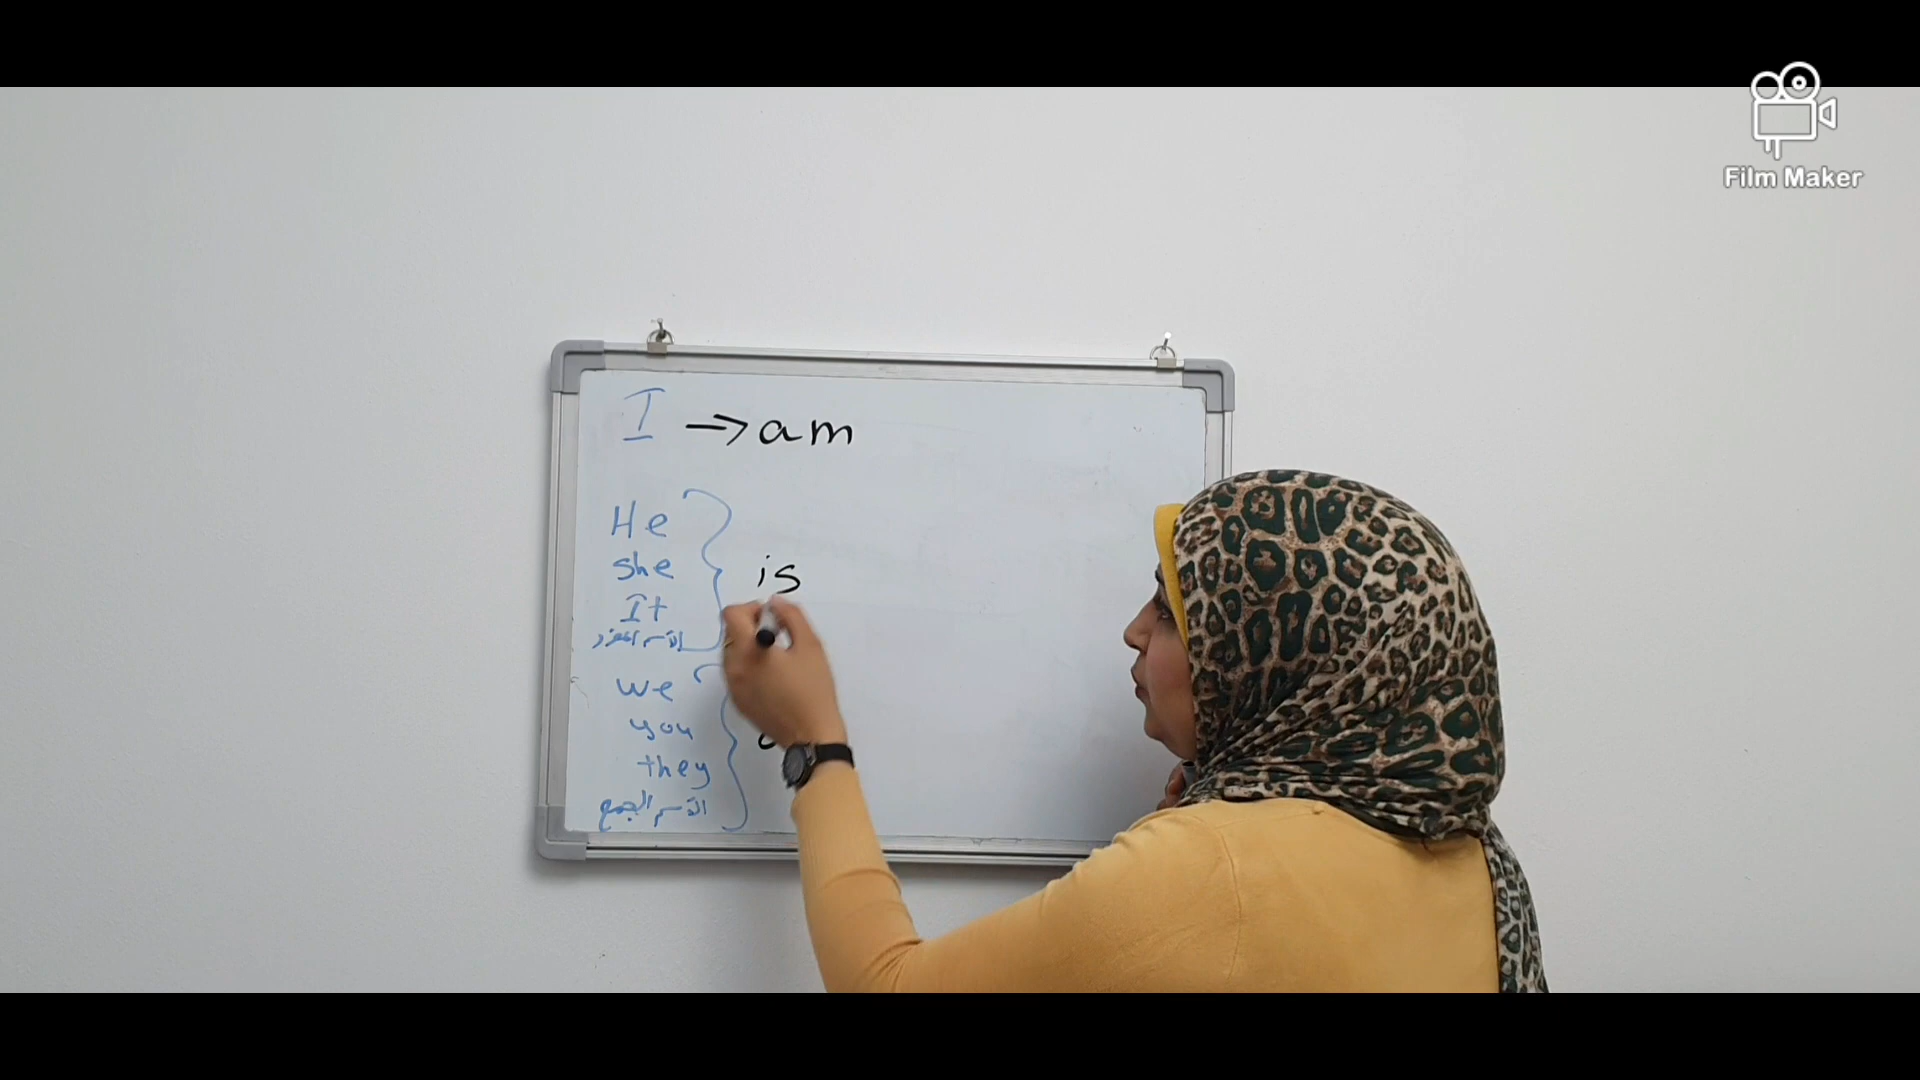 Film Maker
I → am
He
she
It
الاسم المفرد
is
we
you
they
الاسم الجمع